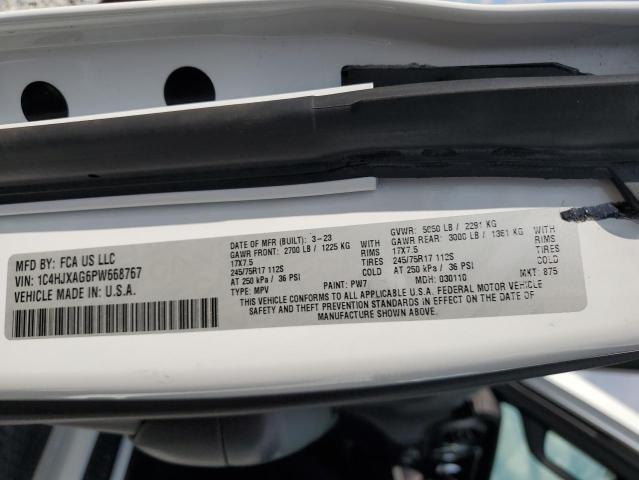 MFD BY: FCA US LLC
VIN: 1C4HJXAG6PW668767
VEHICLE MADE IN U.S.A.
DATE OF MFR (BUILT): 3-23
GAWR FRONT: 2700 LB / 1225 KG
17X7.5 TIRES
245/75R17 112S COLD
AT 250 kPa / 36 PSI
TYPE: MPV PAINT: PW7
GVWR: 5050 LB / 2291 KG
GAWR REAR: 3000 LB / 1361 KG
17X7.5 TIRES
245/75R17 112S COLD
AT 250 kPa / 36 PSI
MDH: 030110 MKT: 875
THIS VEHICLE CONFORMS TO ALL APPLICABLE U.S.A. FEDERAL MOTOR VEHICLE
SAFETY AND THEFT PREVENTION STANDARDS IN EFFECT ON THE DATE OF
MANUFACTURE SHOWN ABOVE.